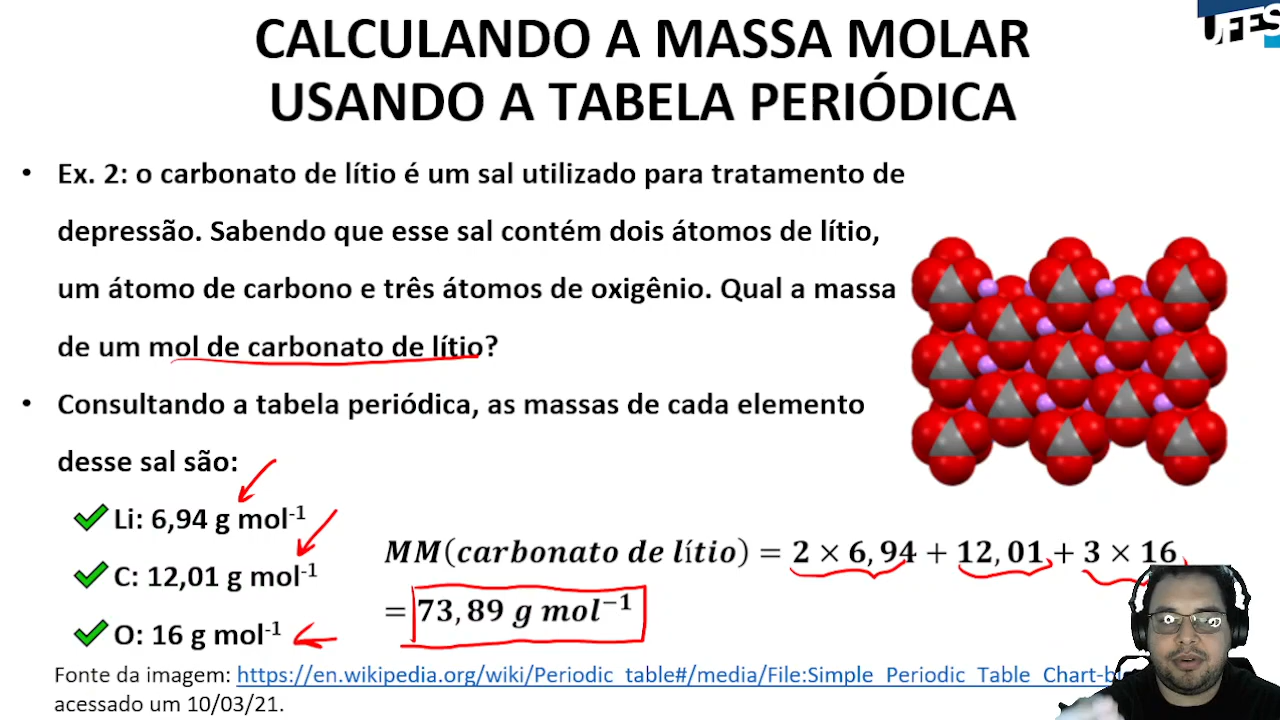 UFES
CALCULANDO A MASSA MOLAR
USANDO A TABELA PERIÓDICA
• Ex. 2: o carbonato de lítio é um sal utilizado para tratamento de
depressão. Sabendo que esse sal contém dois átomos de lítio,
um átomo de carbono e três átomos de oxigênio. Qual a massa
de um mol de carbonato de lítio?
• Consultando a tabela periódica, as massas de cada elemento
desse sal são:
Li: 6,94 g mol⁻¹
C: 12,01 g mol⁻¹
O: 16 g mol⁻¹
MM(carbonato de lítio) = 2 × 6,94 + 12,01 + 3 × 16
= 73,89 g mol⁻¹
Fonte da imagem: https://en.wikipedia.org/wiki/Periodic_table#/media/File:Simple_Periodic_Table_Chart-
acessado um 10/03/21.